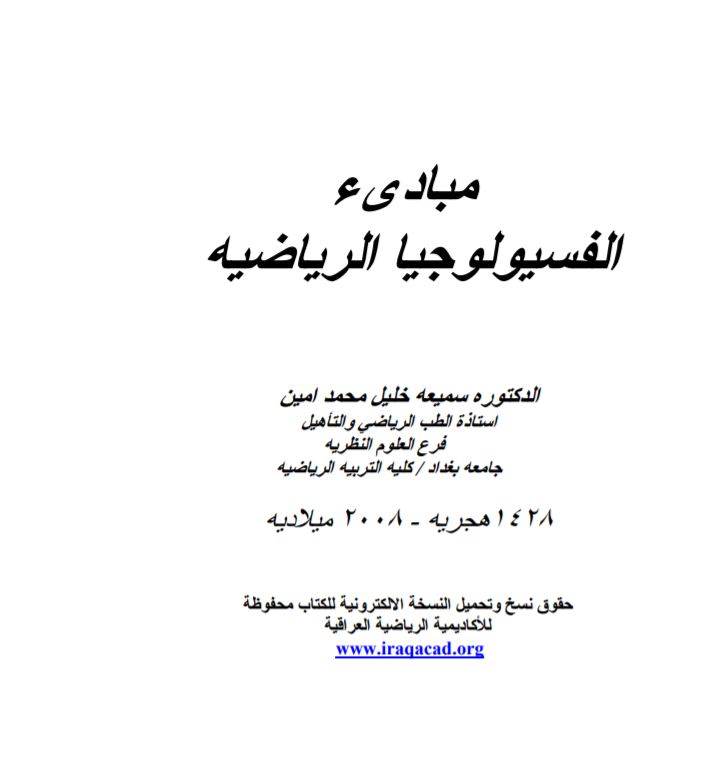 مبادىء
الفسيولوجيا الرياضيه
الدكتوره سميعه خليل محمد امين
استاذة الطب الرياضي والتأهيل
فرع العلوم النظريه
جامعه بغداد / كليه التربيه الرياضيه
١٤٢٨هجريه - ٢٠٠٨ ميلاديه
حقوق نسخ وتحميل النسخة الالكترونية للكتاب محفوظة
للأكاديمية الرياضية العراقية
www.iraqacad.org